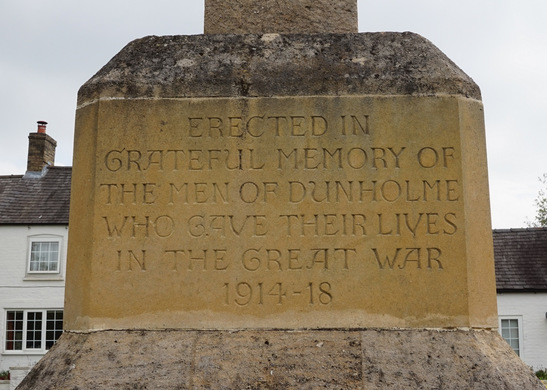 ERECTED IN
GRATEFUL MEMORY OF
THE MEN OF DUNHOLME
WHO GAVE THEIR LIVES
IN THE GREAT WAR
1914-18